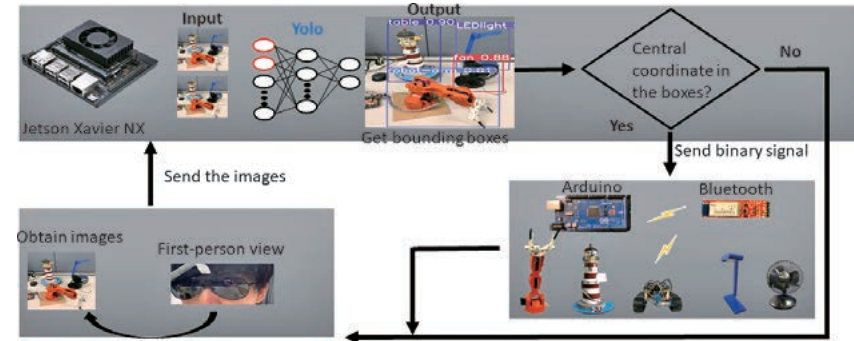 Input
Yolo
Output
table 0.90
LEDlight
fan 0.88
Jetson Xavier NX
Get bounding boxes
Central
coordinate in
the boxes?
No
Yes
Send binary signal
Send the images
Arduino
Bluetooth
Obtain images
First-person view